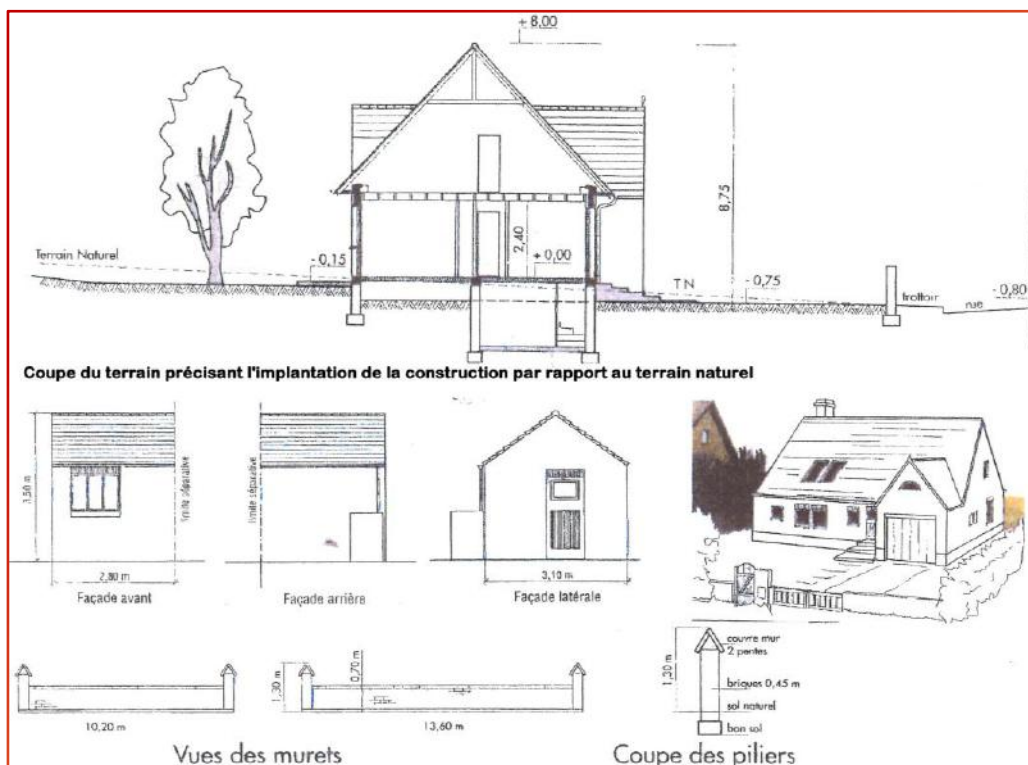 + 8,00
8,75
Terrain Naturel
- 0,15
2,40
+ 0,00
TN
- 0,75
trottoir
rue
- 0,80
Coupe du terrain précisant l'implantation de la construction par rapport au terrain naturel
3,50 m
limite séparative
2,80 m
Façade avant
limite séparative
Façade arrière
3,10 m
Façade latérale
10,20 m
1,30 m
0,70 m
13,60 m
Vues des murets
1,30 m
couvre mur
2 pentes
briques 0,45 m
sol naturel
bon sol
Coupe des piliers